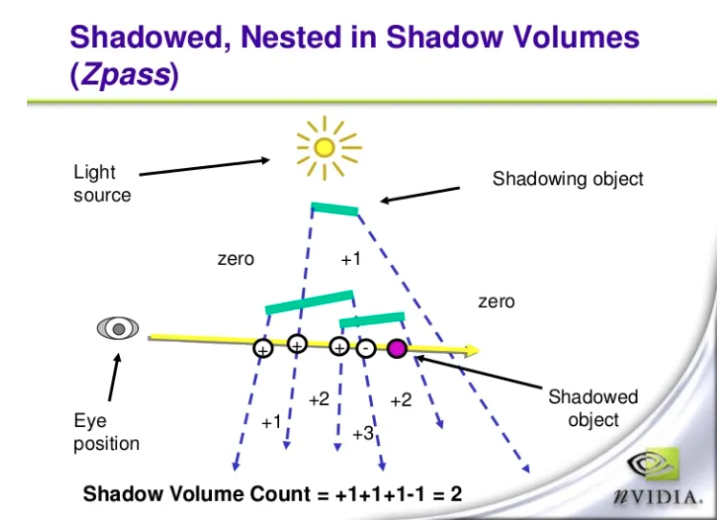 Shadowed, Nested in Shadow Volumes
(Zpass)
Light
source
Shadowing object
zero
+1
zero
+
+
+
-
+2
+2
+1
+3
Eye
position
Shadowed
object
Shadow Volume Count = +1+1+1-1 = 2
nVIDIA.